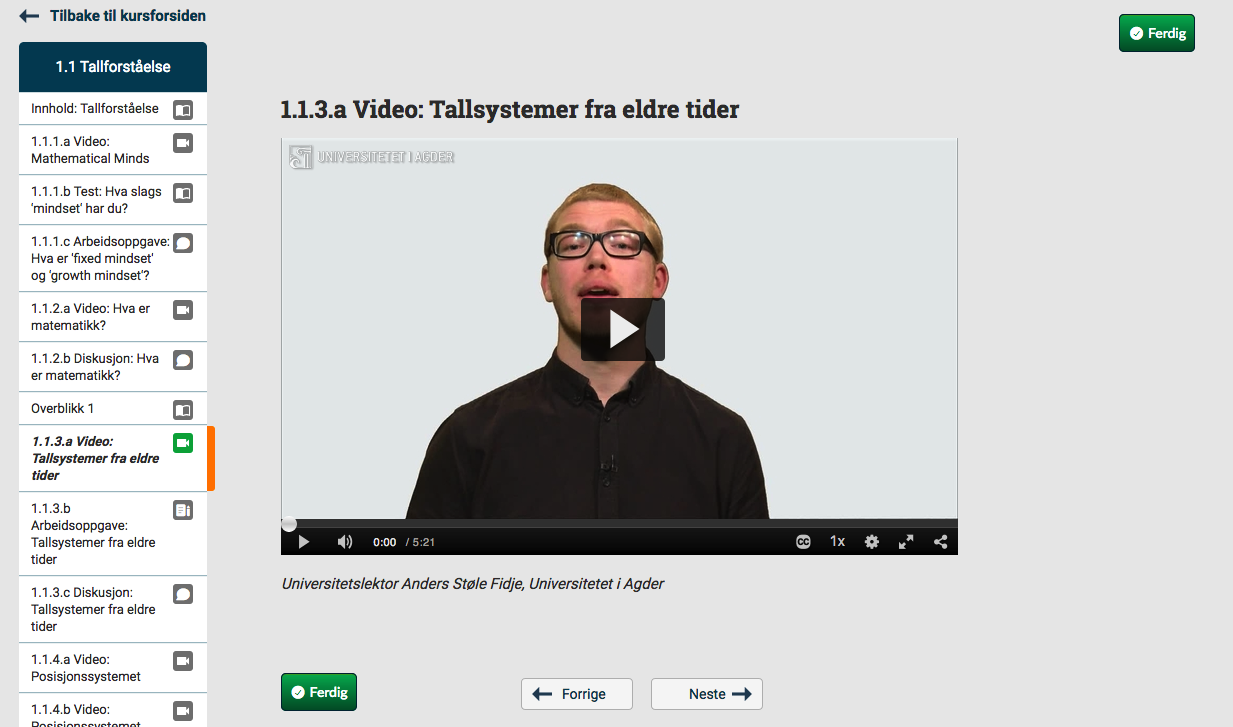 Tilbake til kursforsiden
Ferdig
1.1 Tallforståelse
Innhold: Tallforståelse
1.1.1.a Video:
Mathematical Minds
1.1.1.b Test: Hva slags
'mindset' har du?
1.1.1.c Arbeidsoppgave:
Hva er 'fixed mindset'
og 'growth mindset'?
1.1.2.a Video: Hva er
matematikk?
1.1.2.b Diskusjon: Hva
er matematikk?
Overblikk 1
1.1.3.a Video:
Tallsystemer fra eldre
tider
1.1.3.b
Arbeidsoppgave:
Tallsystemer fra eldre
tider
1.1.3.c Diskusjon:
Tallsystemer fra eldre
tider
1.1.4.a Video:
Posisjonssystemet
1.1.4.b Video:
Posisjonssystemet
1.1.3.a Video: Tallsystemer fra eldre tider
UNIVERSITETET I AGDER
0:00 / 5:21
CC
1x
Universitetslektor Anders Støle Fidje, Universitetet i Agder
Ferdig
Forrige
Neste